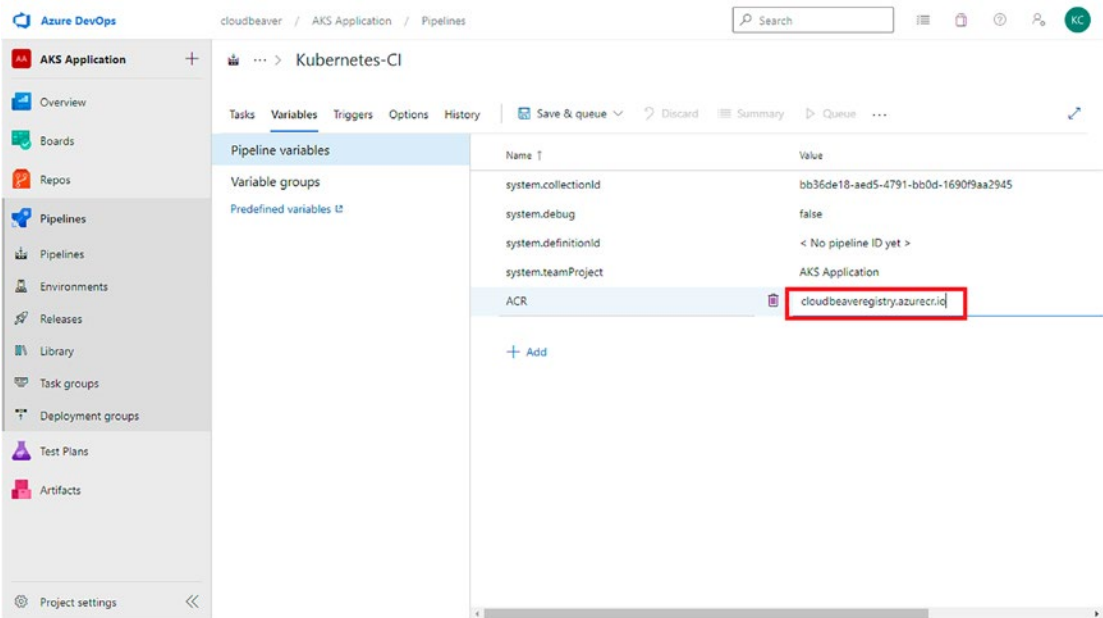 Azure DevOps
cloudbeaver / AKS Application / Pipelines
Search
KC
AA AKS Application
Kubernetes-CI
Overview
Boards
Repos
Pipelines
Pipelines
Environments
Releases
Library
Task groups
Deployment groups
Test Plans
Artifacts
Project settings
Tasks Variables Triggers Options History
Save & queue Discard Summary Queue ...
Pipeline variables
Variable groups
Predefined variables
Name ↑ Value
system.collectionId bb36de18-aed5-4791-bb0d-1690f9aa2945
system.debug false
system.definitionId < No pipeline ID yet >
system.teamProject AKS Application
ACR cloudbeaveregistry.azurecr.io
+ Add